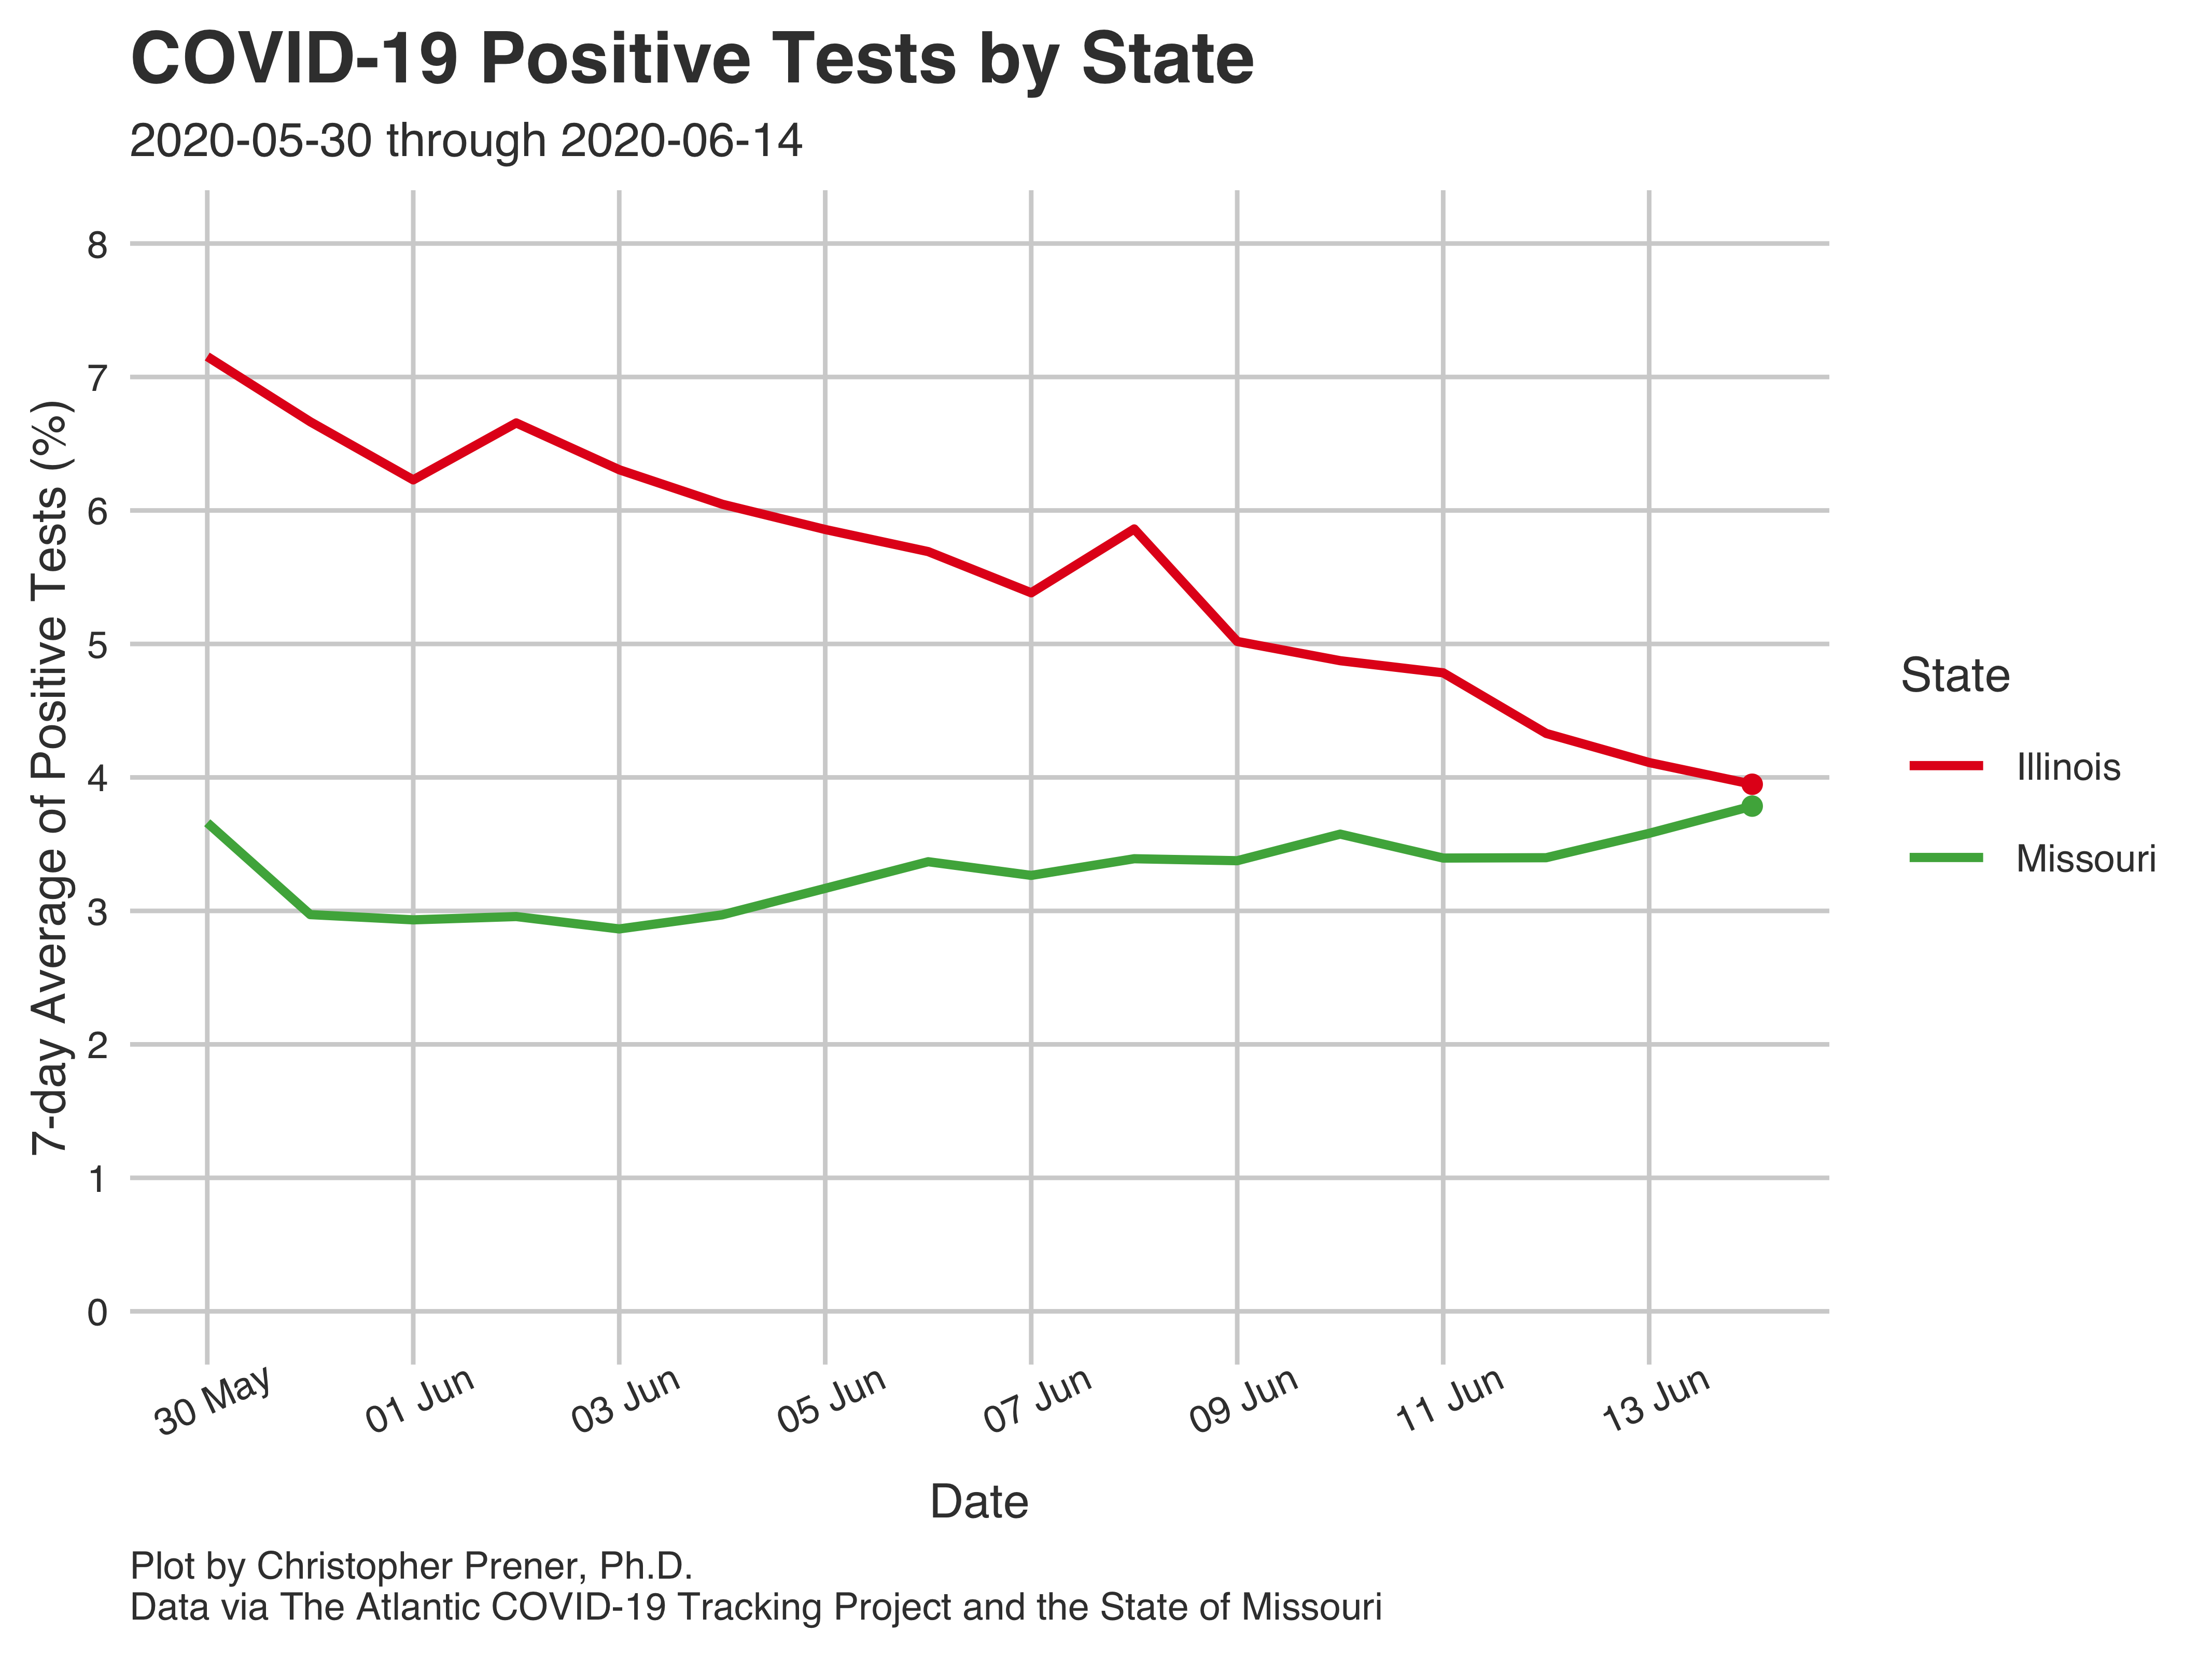 COVID-19 Positive Tests by State
2020-05-30 through 2020-06-14
7-day Average of Positive Tests (%)
8
7
6
5
4
3
2
1
0
30 May
01 Jun
03 Jun
05 Jun
07 Jun
09 Jun
11 Jun
13 Jun
Date
State
Illinois
Missouri
Plot by Christopher Prener, Ph.D.
Data via The Atlantic COVID-19 Tracking Project and the State of Missouri